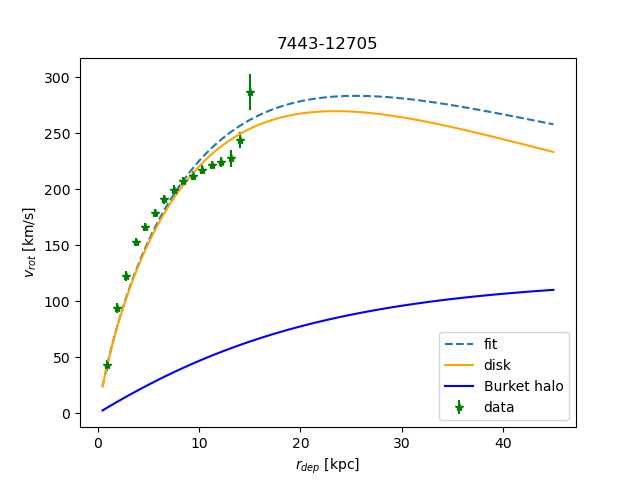 7443-12705
300
250
200
150
100
50
0
v_rot [km/s]
0 10 20 30 40
r_dep [kpc]
fit
disk
Burket halo
data